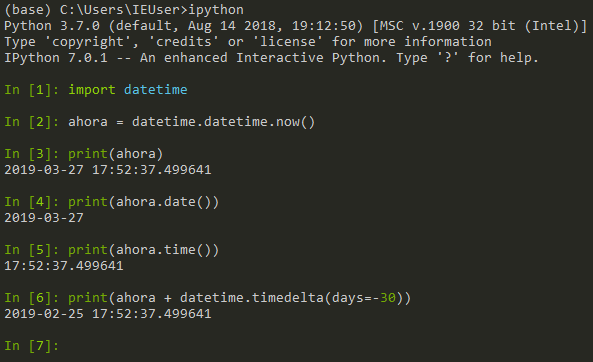 (base) C:\Users\IEUser>ipython
Python 3.7.0 (default, Aug 14 2018, 19:12:50) [MSC v.1900 32 bit (Intel)]
Type 'copyright', 'credits' or 'license' for more information
IPython 7.0.1 -- An enhanced Interactive Python. Type '?' for help.
In [1]: import datetime
In [2]: ahora = datetime.datetime.now()
In [3]: print(ahora)
2019-03-27 17:52:37.499641
In [4]: print(ahora.date())
2019-03-27
In [5]: print(ahora.time())
17:52:37.499641
In [6]: print(ahora + datetime.timedelta(days=-30))
2019-02-25 17:52:37.499641
In [7]: